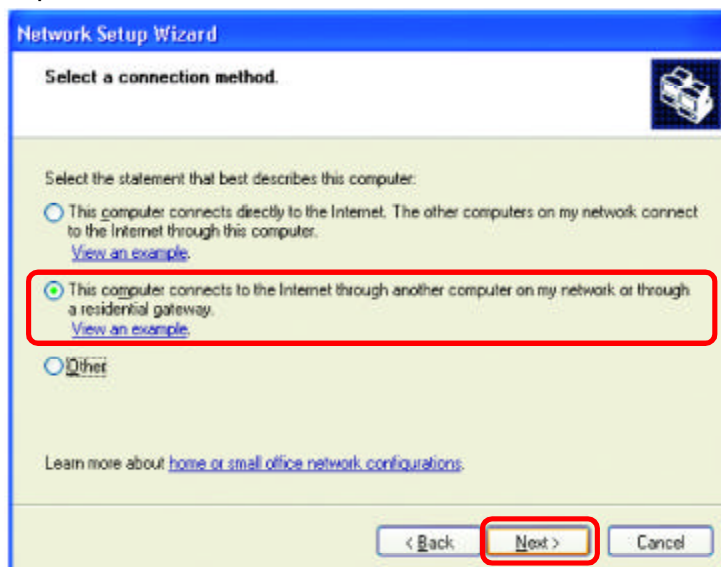 Network Setup Wizard
Select a connection method.
Select the statement that best describes this computer:
This computer connects directly to the Internet. The other computers on my network connect
to the Internet through this computer.
View an example.
This computer connects to the Internet through another computer on my network or through
a residential gateway.
View an example.
Other
Learn more about home or small office network configurations.
< Back Next > Cancel